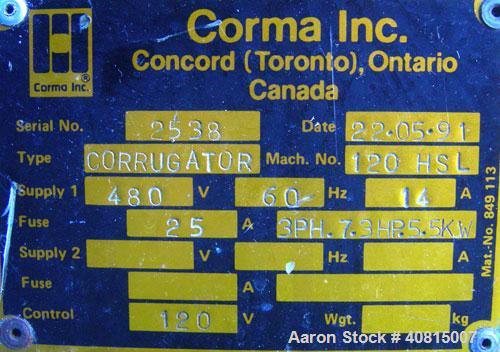 Corma Inc.
Concord (Toronto), Ontario
Canada
Corma Inc.®
Serial No. 2538 Date 22.05.91
Type CORRUGATOR Mach. No. 120 HSL
Supply 1 480 V 60 Hz 14 A
Fuse 25 A 3PH.7.3HP.5.5KW
Supply 2 V Hz A
Fuse A
Control 120 V Wgt. kg
Mat.-No. 849 113
Aaron Stock # 40815007